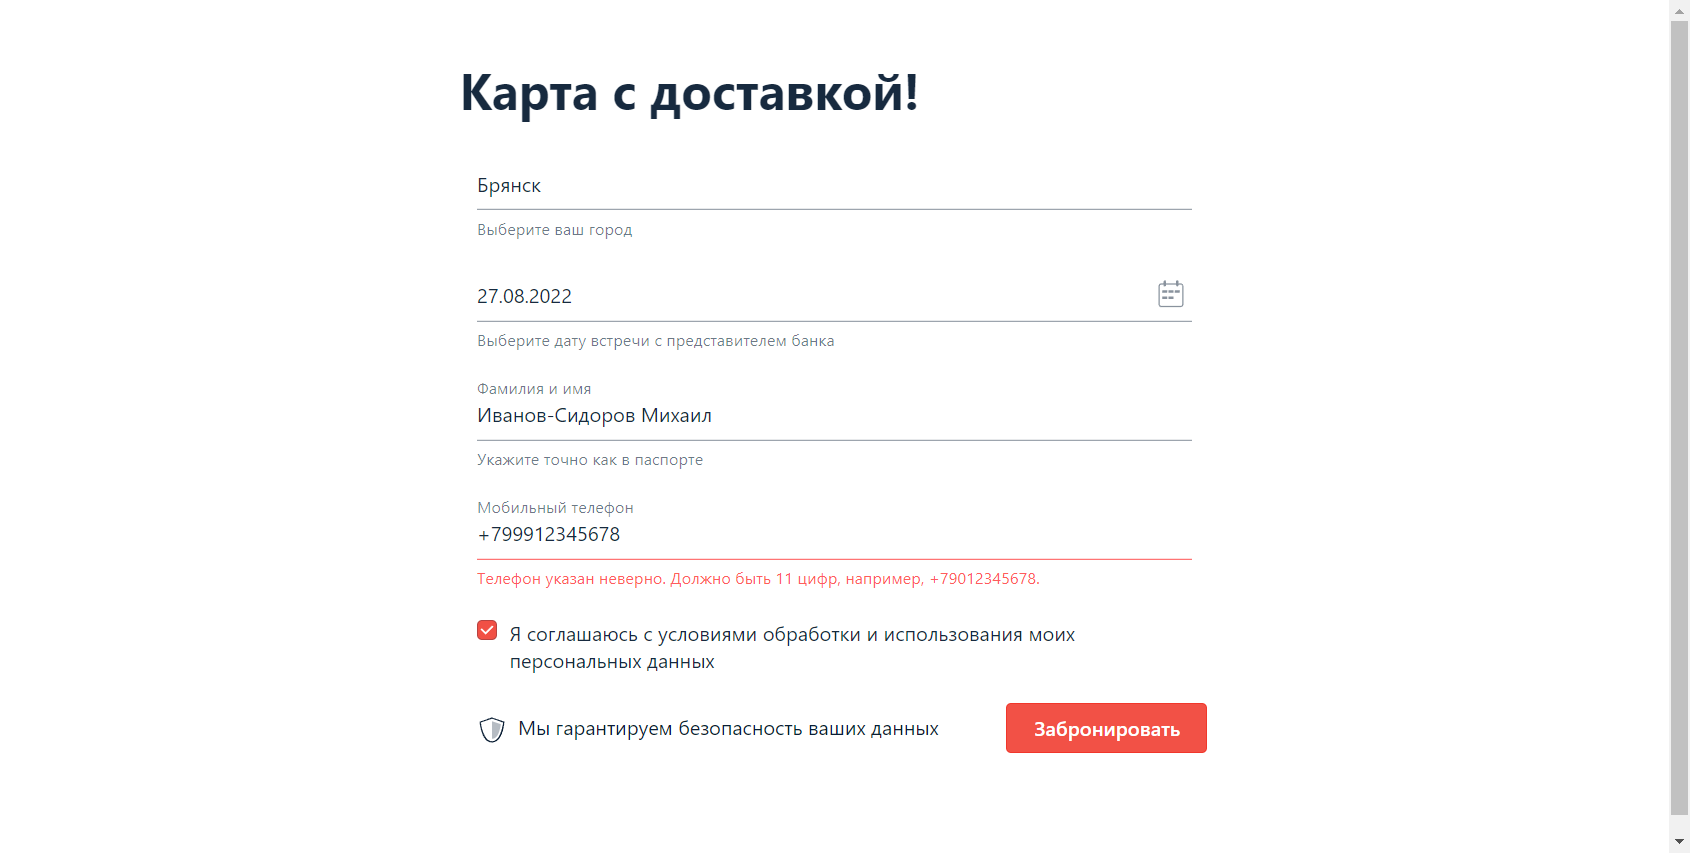 Карта с доставкой!
Брянск
Выберите ваш город
27.08.2022
Выберите дату встречи с представителем банка
Фамилия и имя
Иванов-Сидоров Михаил
Укажите точно как в паспорте
Мобильный телефон
+799912345678
Телефон указан неверно. Должно быть 11 цифр, например, +79012345678.
Я соглашаюсь с условиями обработки и использования моих
персональных данных
Мы гарантируем безопасность ваших данных
Забронировать